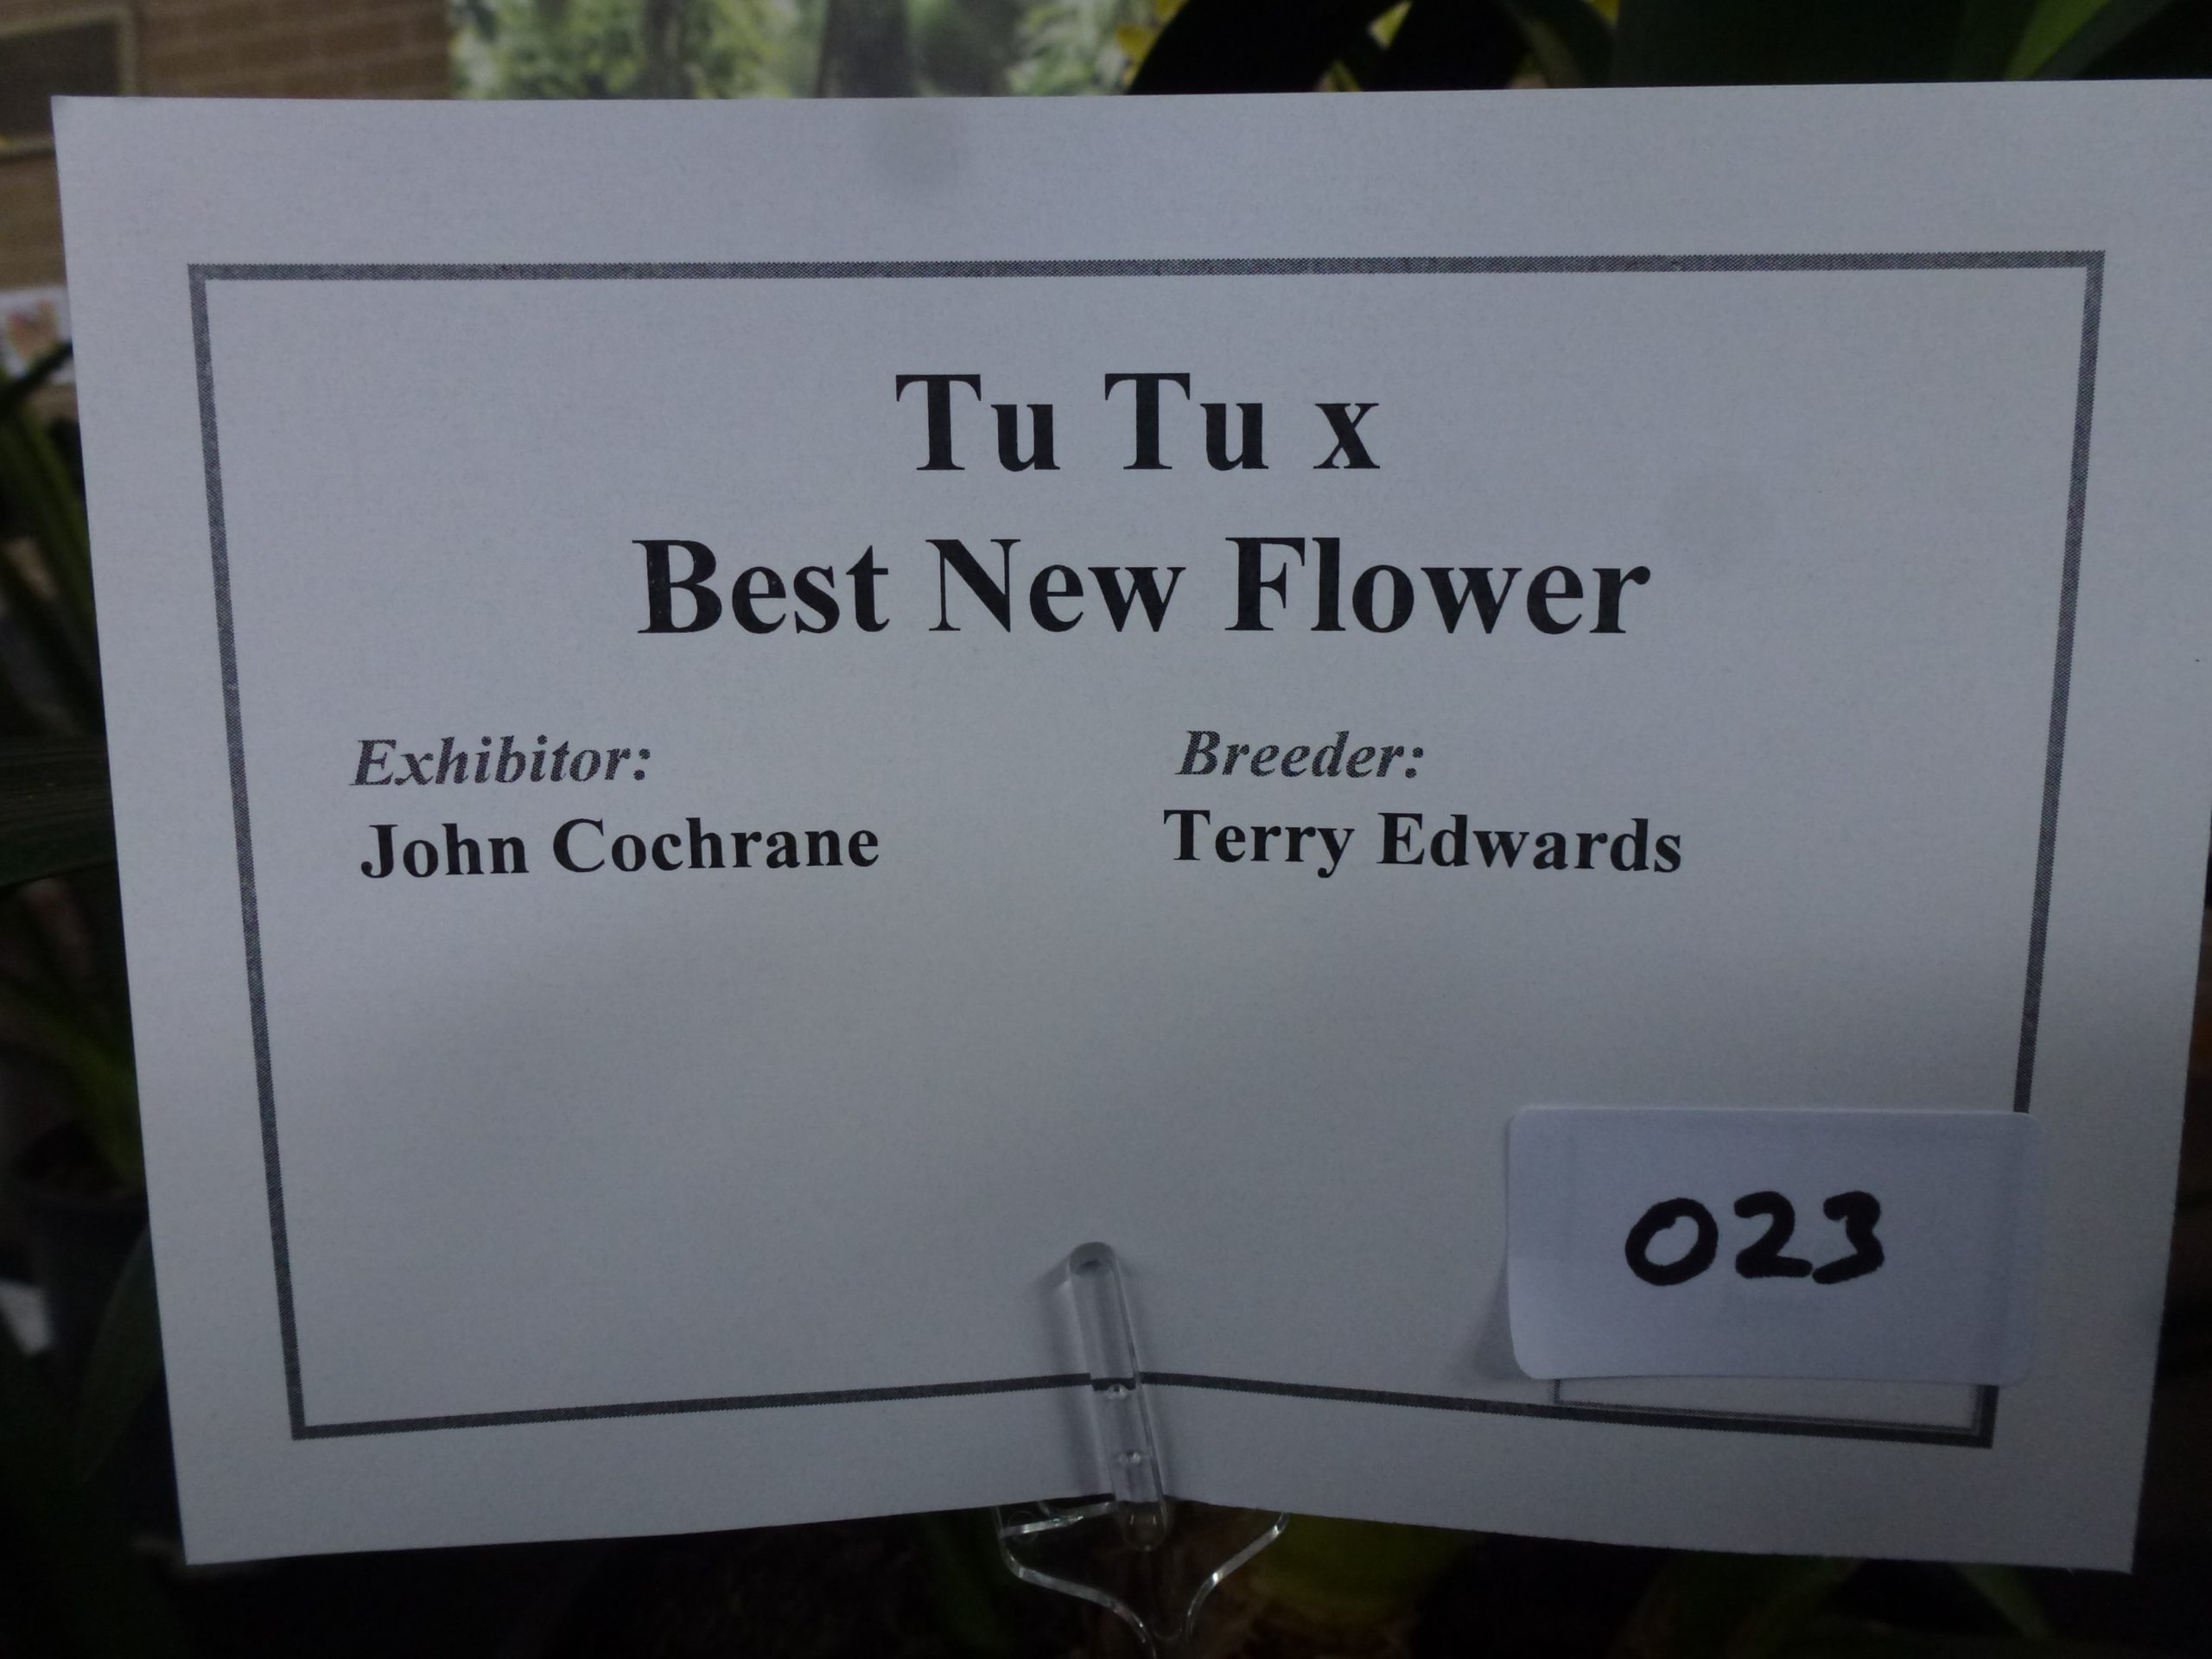 Tu Tu x
Best New Flower
Exhibitor:
John Cochrane
Breeder:
Terry Edwards
023